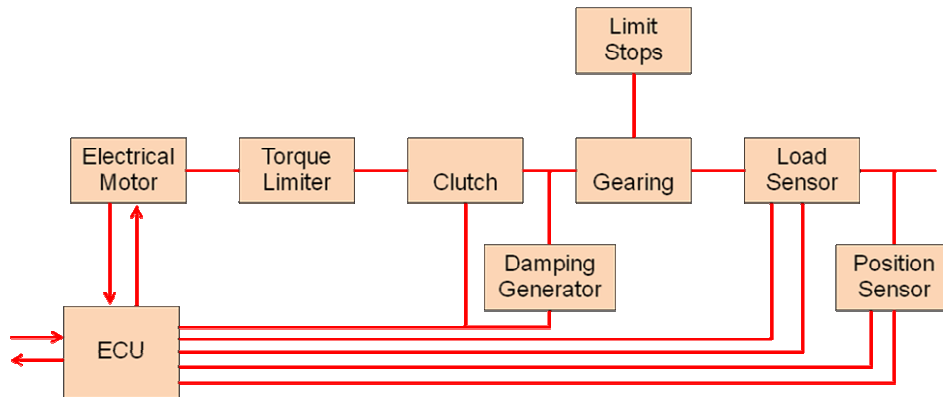 Limit
Stops
Electrical
Motor
Torque
Limiter
Clutch
Gearing
Load
Sensor
Damping
Generator
Position
Sensor
ECU